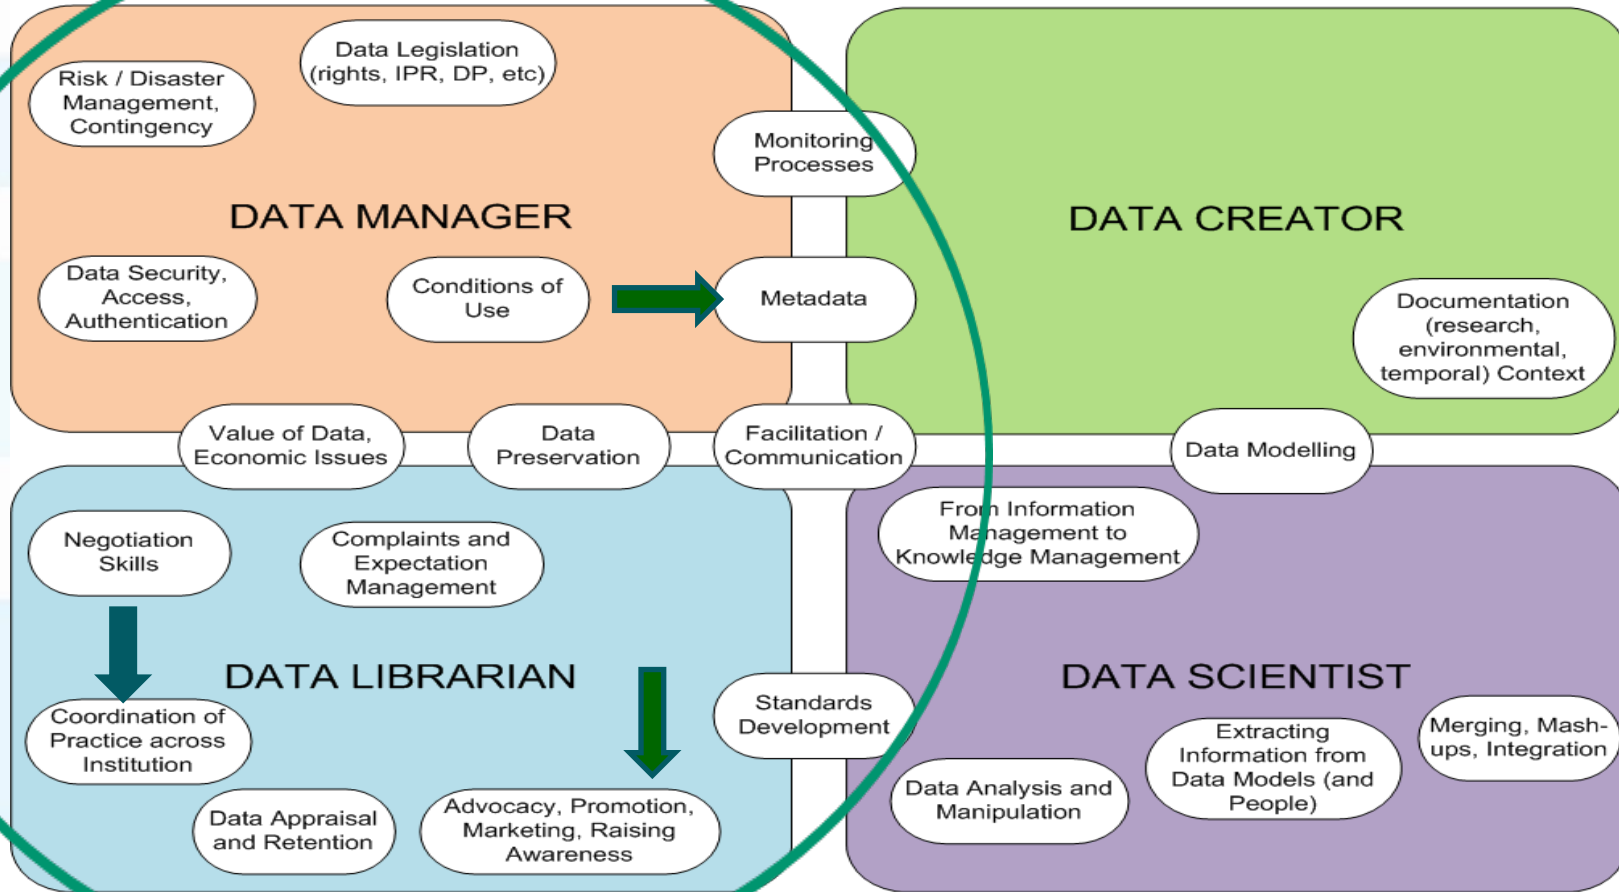 Data Legislation
(rights, IPR, DP, etc)
Risk / Disaster
Management,
Contingency
Monitoring
Processes
DATA MANAGER
DATA CREATOR
Data Security,
Access,
Authentication
Conditions of
Use
Metadata
Documentation
(research,
environmental,
temporal) Context
Value of Data,
Economic Issues
Data
Preservation
Facilitation /
Communication
Data Modelling
Negotiation
Skills
Complaints and
Expectation
Management
From Information
Management to
Knowledge Management
DATA LIBRARIAN
DATA SCIENTIST
Coordination of
Practice across
Institution
Standards
Development
Extracting
Information from
Data Models (and
People)
Merging, Mash-
ups, Integration
Data Appraisal
and Retention
Advocacy, Promotion,
Marketing, Raising
Awareness
Data Analysis and
Manipulation